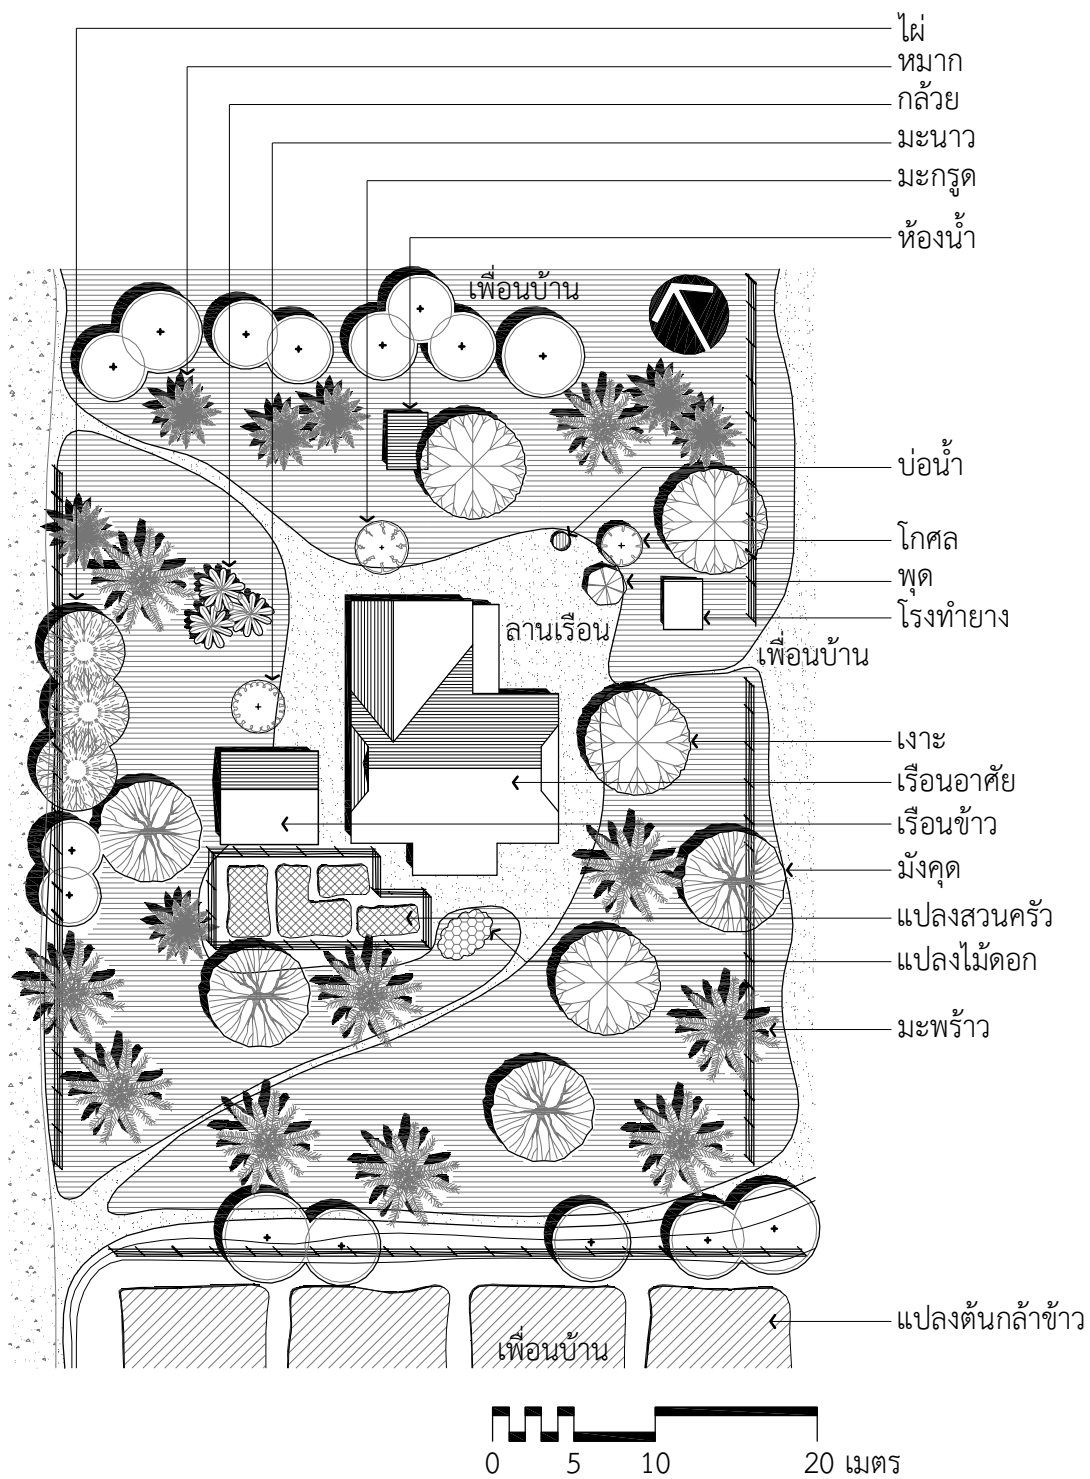 ไผ่
หมาก
กล้วย
มะนาว
มะกรูด
ห้องน้ำ
เพื่อนบ้าน
บ่อน้ำ
โกศล
พุด
โรงทำยาง
ลานเรือน
เพื่อนบ้าน
เงาะ
เรือนอาศัย
เรือนข้าว
มังคุด
แปลงสวนครัว
แปลงไม้ดอก
มะพร้าว
แปลงต้นกล้าข้าว
เพื่อนบ้าน
0 5 10 20 เมตร